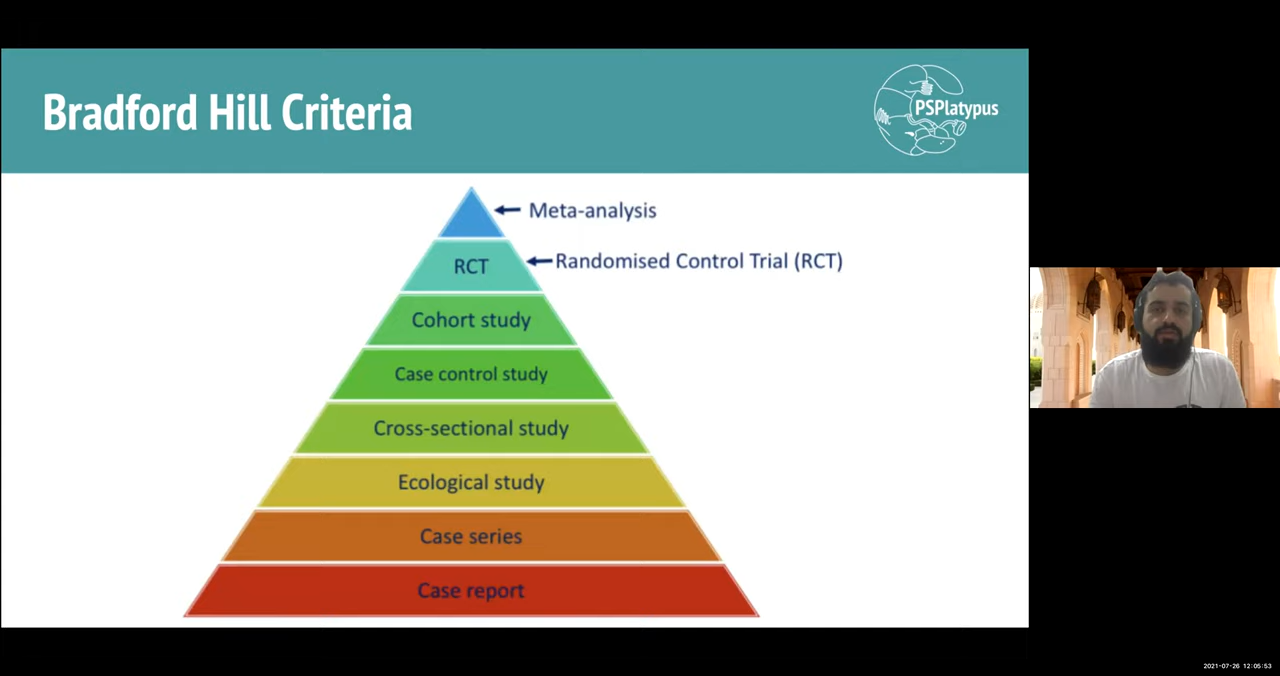 Bradford Hill Criteria
PSPlatypus
Meta-analysis
RCT
Randomised Control Trial (RCT)
Cohort study
Case control study
Cross-sectional study
Ecological study
Case series
Case report
2021-07-26 12:05:53